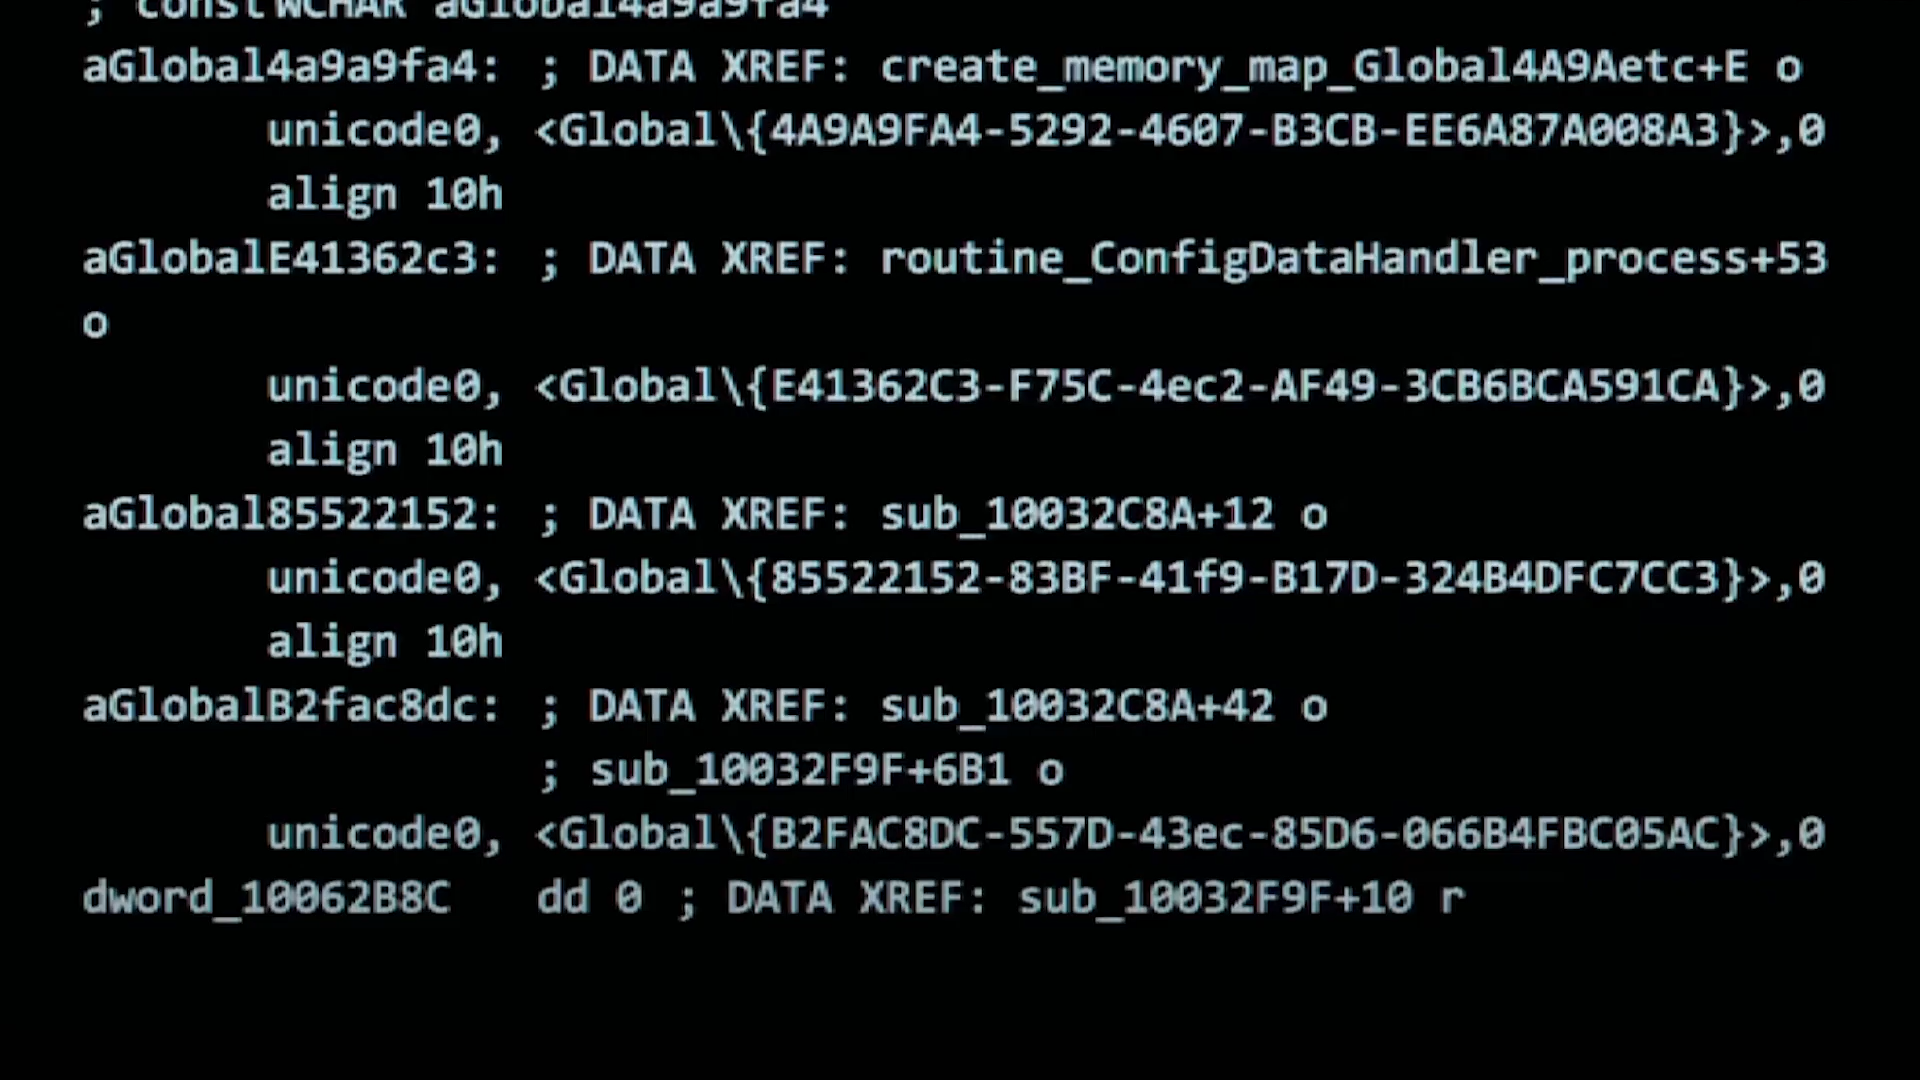 ; const WCHAR aGlobal4a9a9fa4
aGlobal4a9a9fa4: ; DATA XREF: create_memory_map_Global4A9Aetc+E o
unicode0, <Global\{4A9A9FA4-5292-4607-B3CB-EE6A87A008A3}>,0
align 10h
aGlobalE41362c3: ; DATA XREF: routine_ConfigDataHandler_process+53
o
unicode0, <Global\{E41362C3-F75C-4ec2-AF49-3CB6BCA591CA}>,0
align 10h
aGlobal85522152: ; DATA XREF: sub_10032C8A+12 o
unicode0, <Global\{85522152-83BF-41f9-B17D-324B4DFC7CC3}>,0
align 10h
aGlobalB2fac8dc: ; DATA XREF: sub_10032C8A+42 o
; sub_10032F9F+6B1 o
unicode0, <Global\{B2FAC8DC-557D-43ec-85D6-066B4FBC05AC}>,0
dword_10062B8C dd 0 ; DATA XREF: sub_10032F9F+10 r